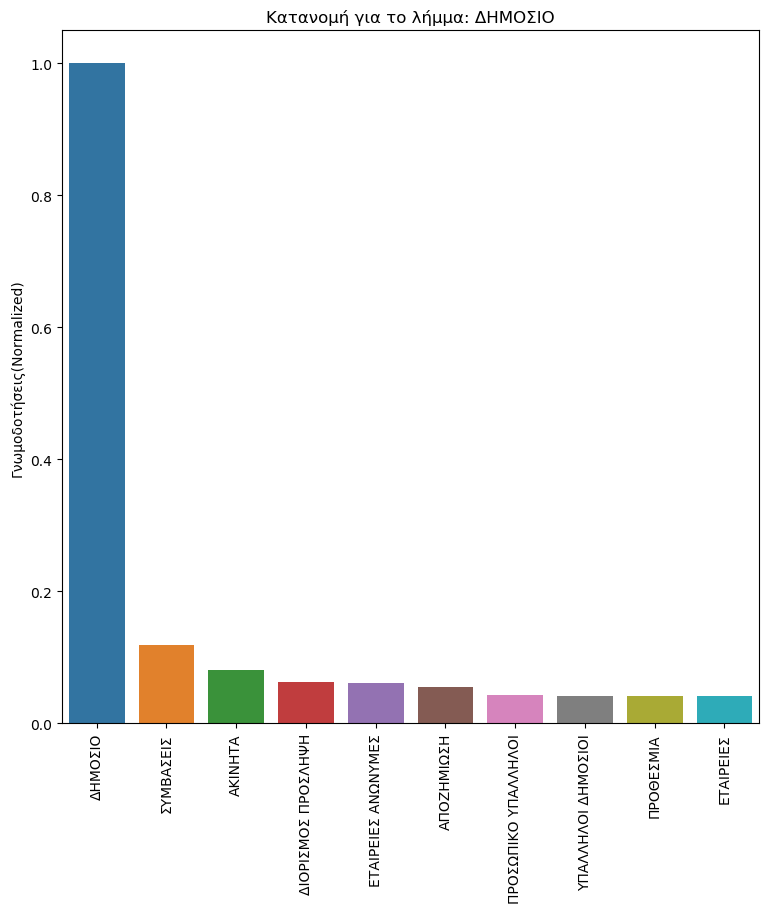 Κατανομή για το λήμμα: ΔΗΜΟΣΙΟ
Γνωμοδοτήσεις(Normalized)
1.0
0.8
0.6
0.4
0.2
0.0
ΔΗΜΟΣΙΟ
ΣΥΜΒΑΣΕΙΣ
ΑΚΙΝΗΤΑ
ΔΙΟΡΙΣΜΟΣ ΠΡΟΣΛΗΨΗ
ΕΤΑΙΡΕΙΕΣ ΑΝΩΝΥΜΕΣ
ΑΠΟΖΗΜΙΩΣΗ
ΠΡΟΣΩΠΙΚΟ ΥΠΑΛΛΗΛΟΙ
ΥΠΑΛΛΗΛΟΙ ΔΗΜΟΣΙΟΙ
ΠΡΟΘΕΣΜΙΑ
ΕΤΑΙΡΕΙΕΣ